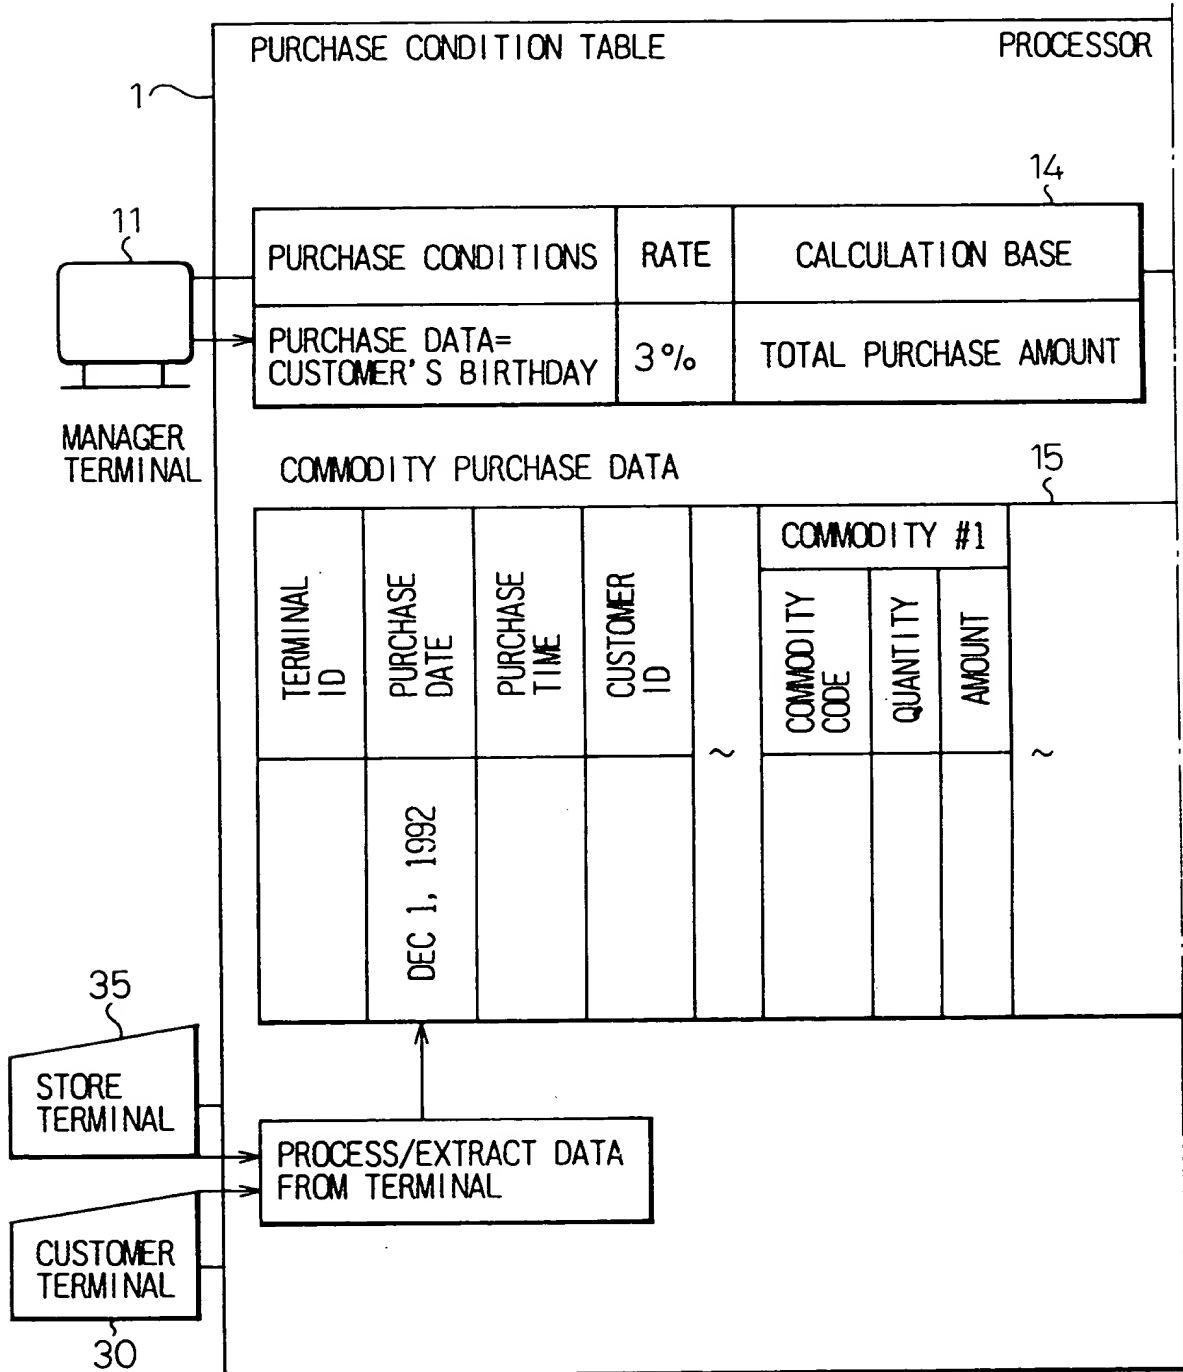 PURCHASE CONDITION TABLE
PROCESSOR
1
14
11
PURCHASE CONDITIONS
RATE
CALCULATION BASE
PURCHASE DATA=
CUSTOMER'S BIRTHDAY
3%
TOTAL PURCHASE AMOUNT
MANAGER
TERMINAL
COMMODITY PURCHASE DATA
15
TERMINAL
ID
PURCHASE
DATE
PURCHASE
TIME
CUSTOMER
ID
~
COMMODITY #1
COMMODITY
CODE
QUANTITY
AMOUNT
~
DEC 1, 1992
35
STORE
TERMINAL
PROCESS/EXTRACT DATA
FROM TERMINAL
CUSTOMER
TERMINAL
30